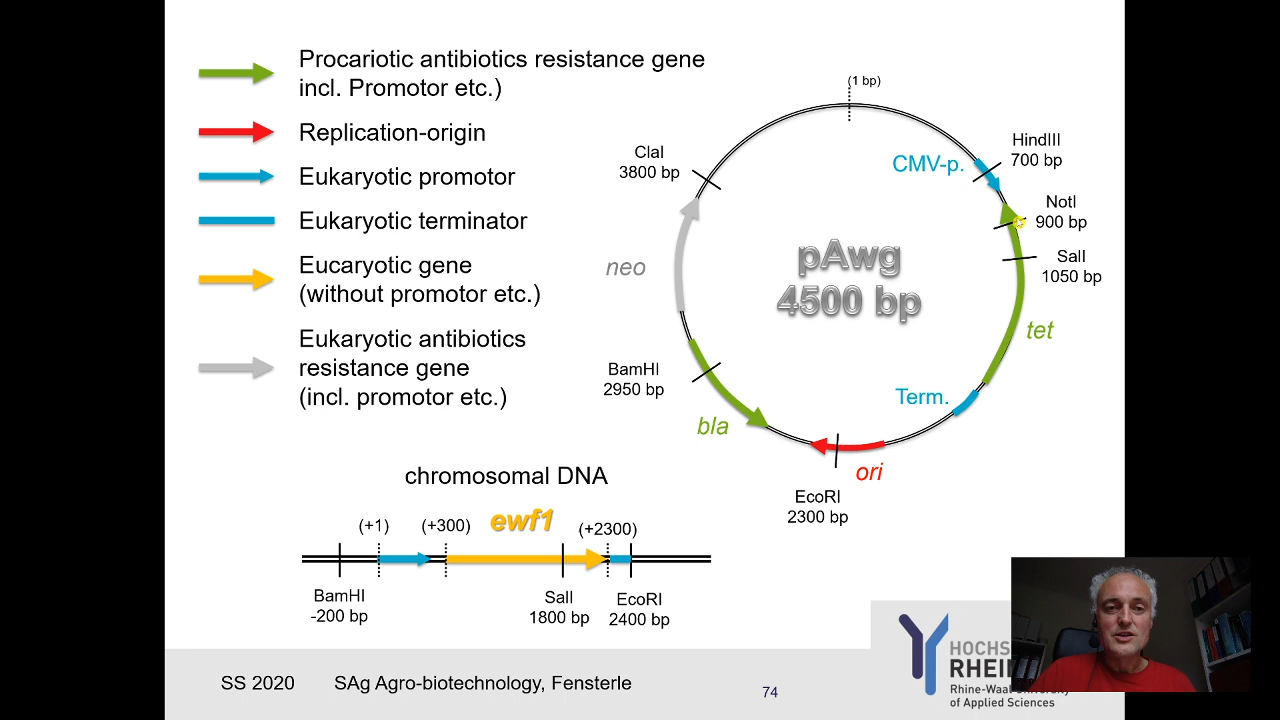 Procariotic antibiotics resistance gene
incl. Promotor etc.)
Replication-origin
Eukaryotic promotor
Eukaryotic terminator
Eucaryotic gene
(without promotor etc.)
Eukaryotic antibiotics
resistance gene
(incl. promotor etc.)
(1 bp)
HindIII
700 bp
CMV-p.
NotI
900 bp
SalI
1050 bp
tet
Term.
ori
EcoRI
2300 bp
bla
BamHI
2950 bp
neo
ClaI
3800 bp
pAwg
4500 bp
chromosomal DNA
(+1)
(+300)
ewf1
(+2300)
BamHI
-200 bp
SalI
1800 bp
EcoRI
2400 bp
SS 2020
SAg Agro-biotechnology, Fensterle
74
HOCHS
RHEI
Rhine-Waal University
of Applied Sciences